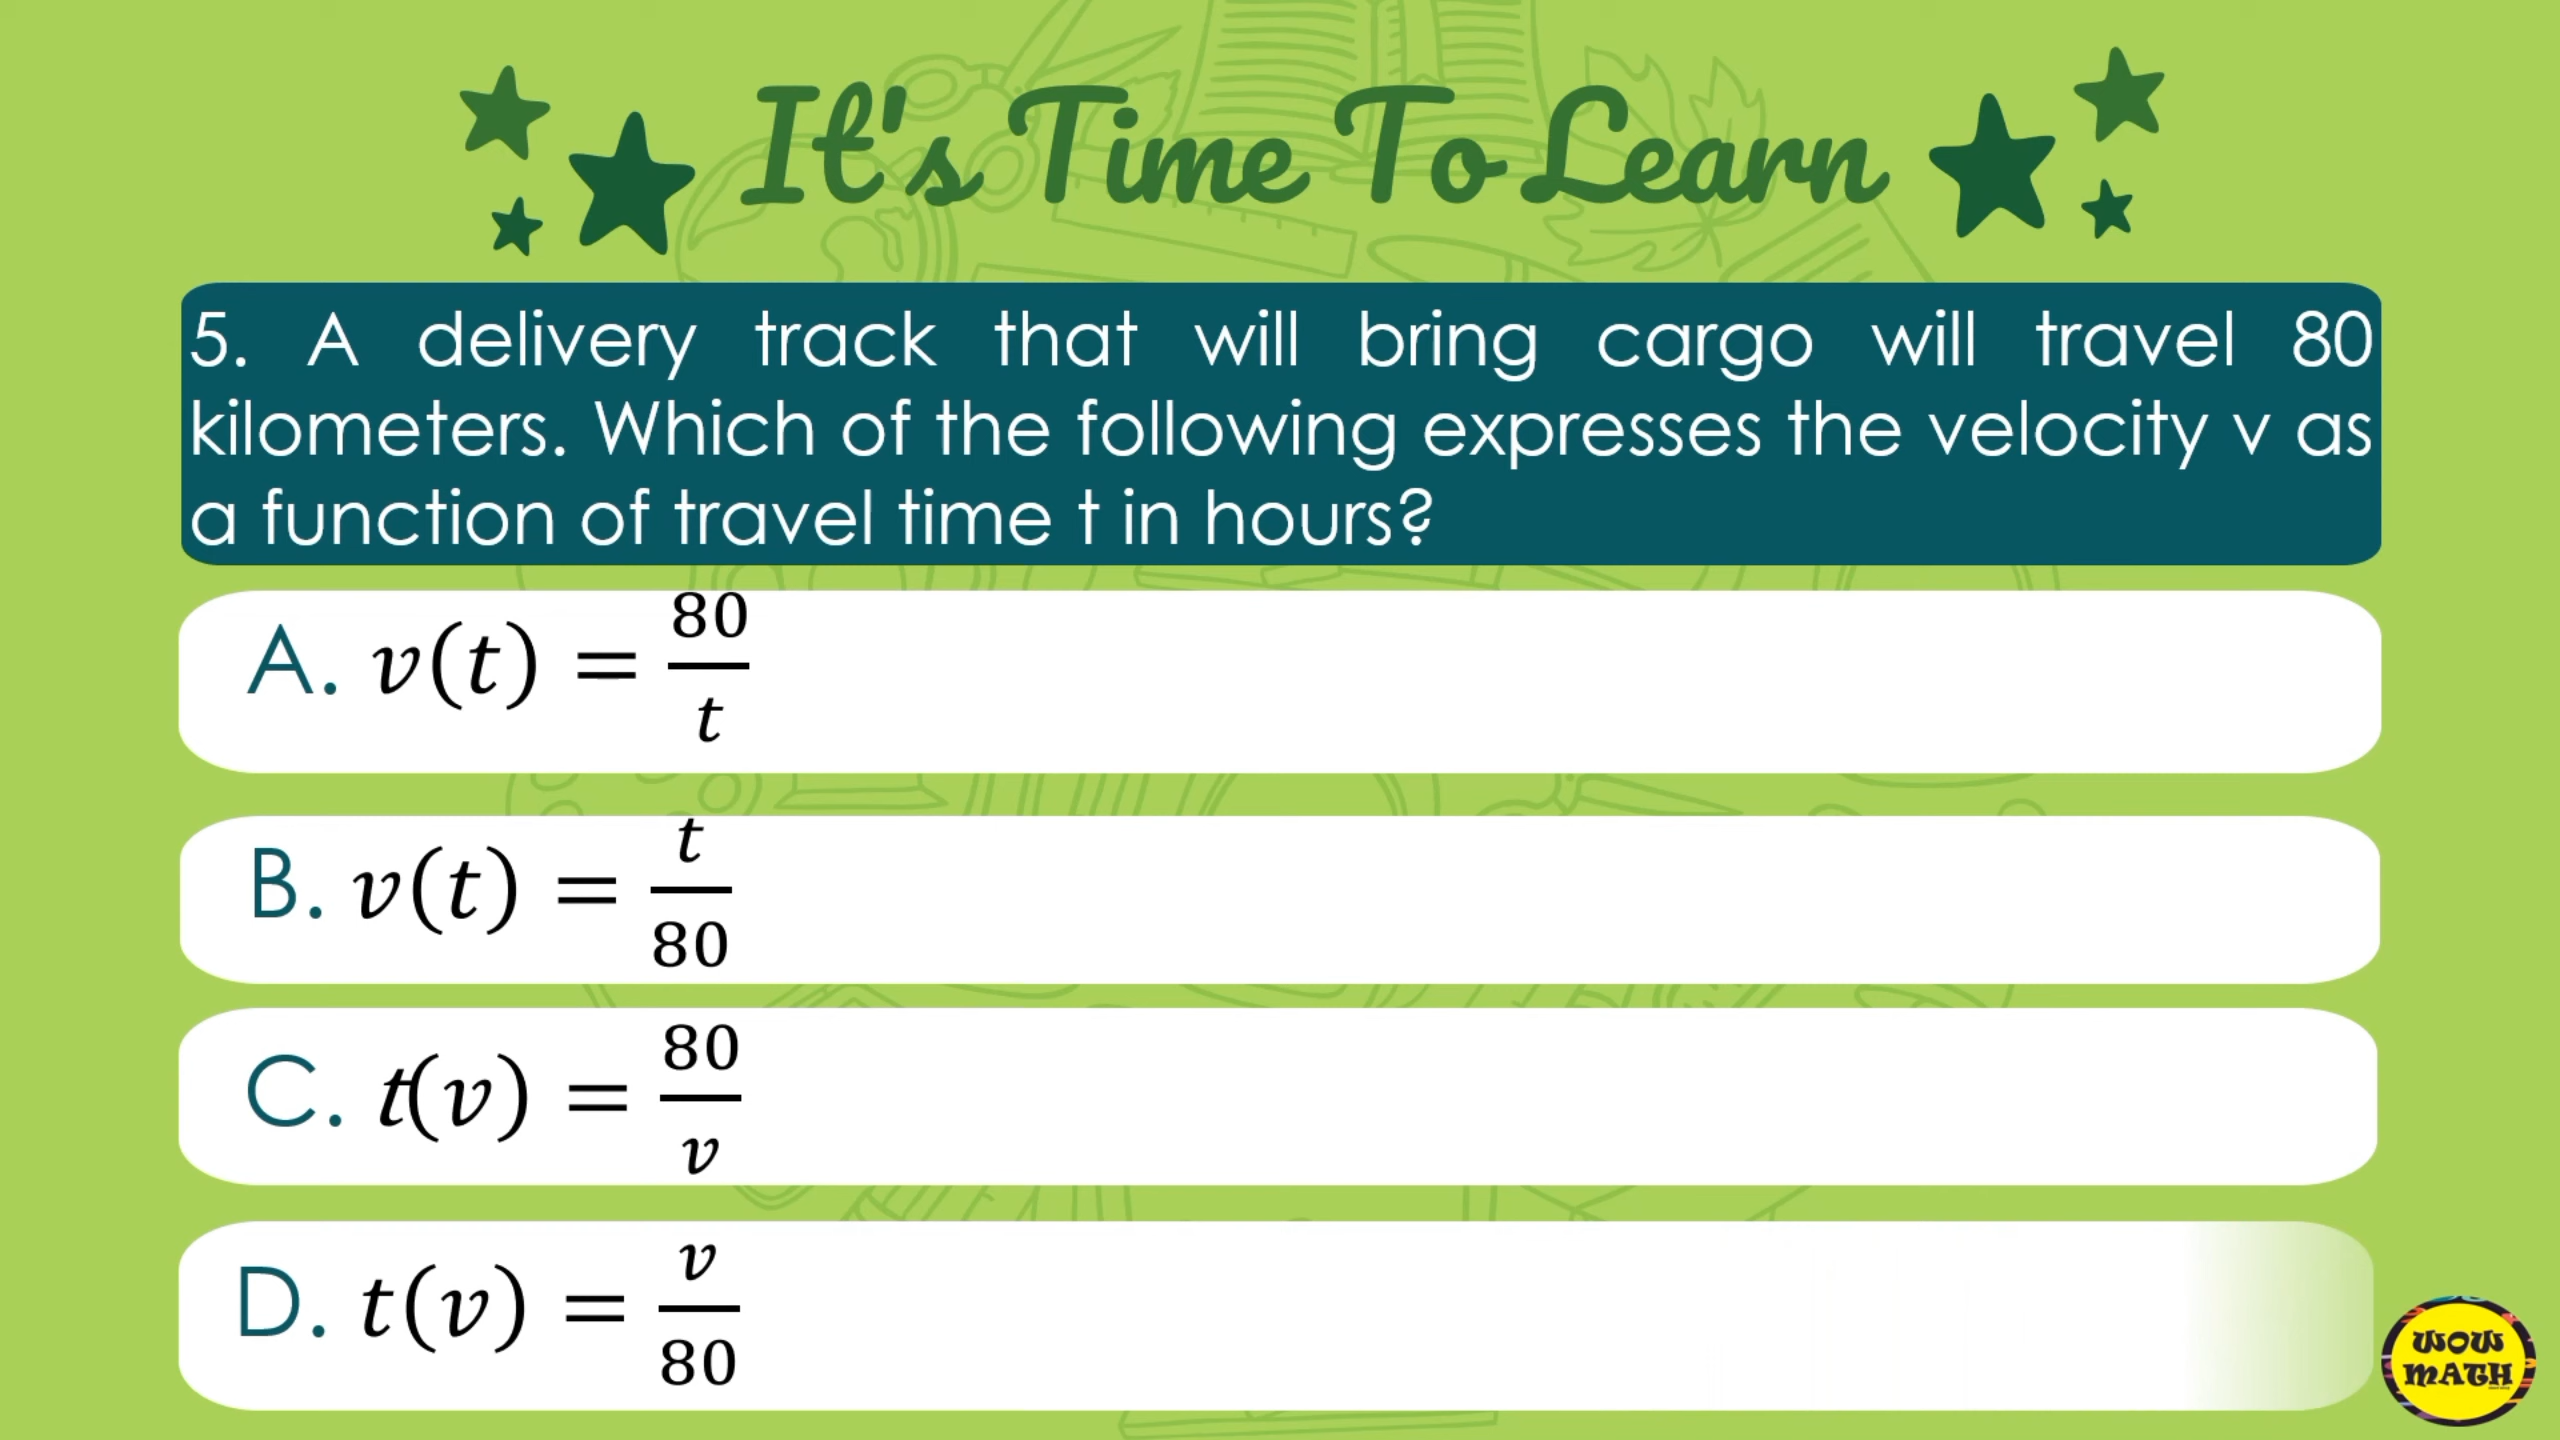 It's Time To Learn
5. A delivery track that will bring cargo will travel 80
kilometers. Which of the following expresses the velocity v as
a function of travel time t in hours?
A. v(t) = 80/t
B. v(t) = t/80
C. t(v) = 80/v
D. t(v) = v/80
WOW
MATH